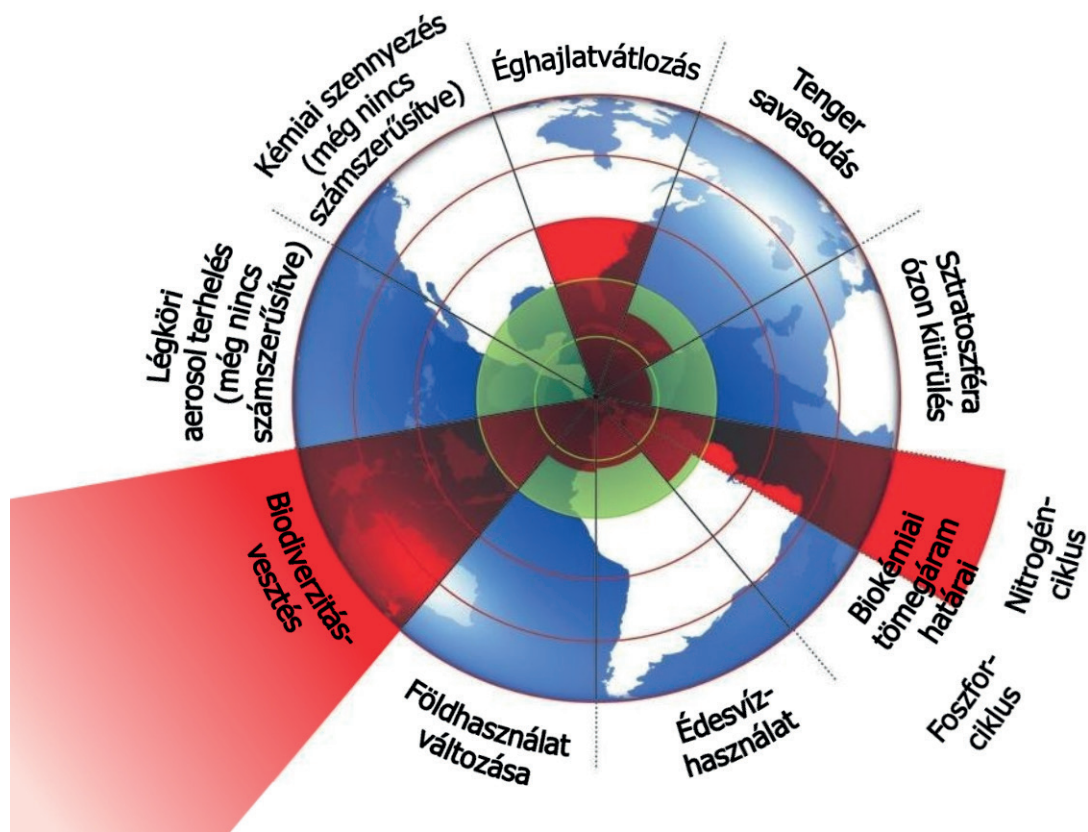 Éghajlatvátlozás
Tenger
savasodás
Sztratoszféra
ózon kiürülés
Biokémiai
tömegáram
határai
Nitrogén-
ciklus
Foszfor-
ciklus
Édesvíz-
használat
Földhasználat
változása
Biodiverzitás-
vesztés
Légköri
aerosol terhelés
(még nincs
számszerűsítve)
Kémiai szennyezés
(még nincs
számszerűsítve)